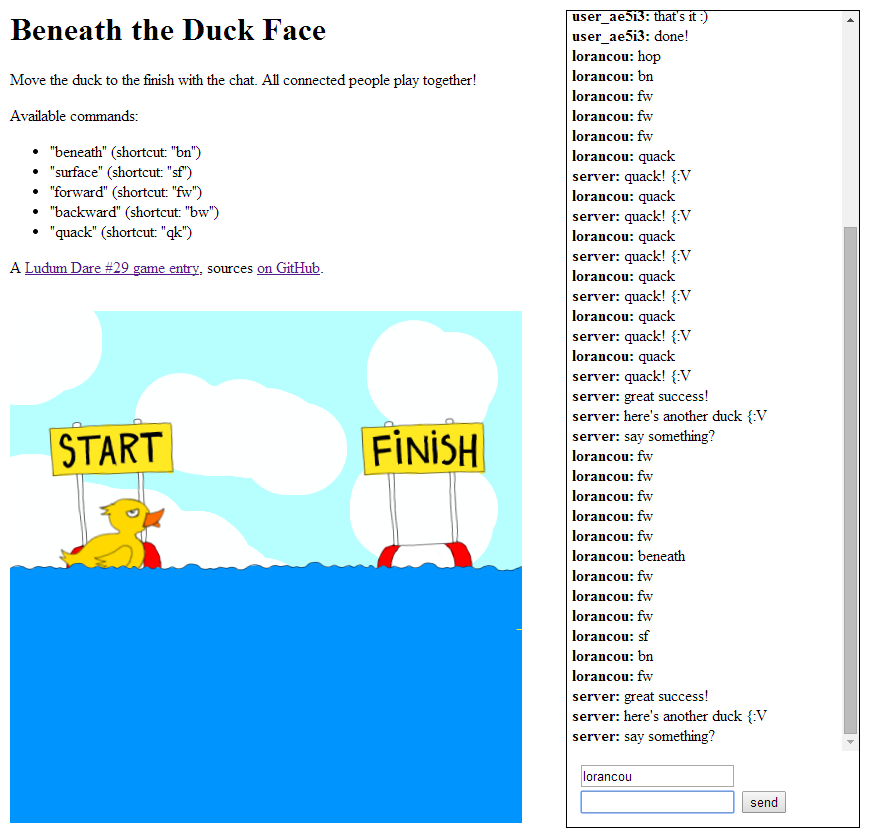 Beneath the Duck Face
Move the duck to the finish with the chat. All connected people play together!
Available commands:
"beneath" (shortcut: "bn")
"surface" (shortcut: "sf")
"forward" (shortcut: "fw")
"backward" (shortcut: "bw")
"quack" (shortcut: "qk")
A Ludum Dare #29 game entry, sources on GitHub.
START
FINISH
user_ae5i3: that's it :)
user_ae5i3: done!
lorancou: hop
lorancou: bn
lorancou: fw
lorancou: fw
lorancou: fw
lorancou: quack
server: quack! {:V
lorancou: quack
server: quack! {:V
lorancou: quack
server: quack! {:V
lorancou: quack
server: quack! {:V
lorancou: quack
server: quack! {:V
lorancou: quack
server: quack! {:V
server: great success!
server: here's another duck {:V
server: say something?
lorancou: fw
lorancou: fw
lorancou: fw
lorancou: fw
lorancou: fw
lorancou: beneath
lorancou: fw
lorancou: fw
lorancou: fw
lorancou: sf
lorancou: bn
lorancou: fw
server: great success!
server: here's another duck {:V
server: say something?
lorancou
send